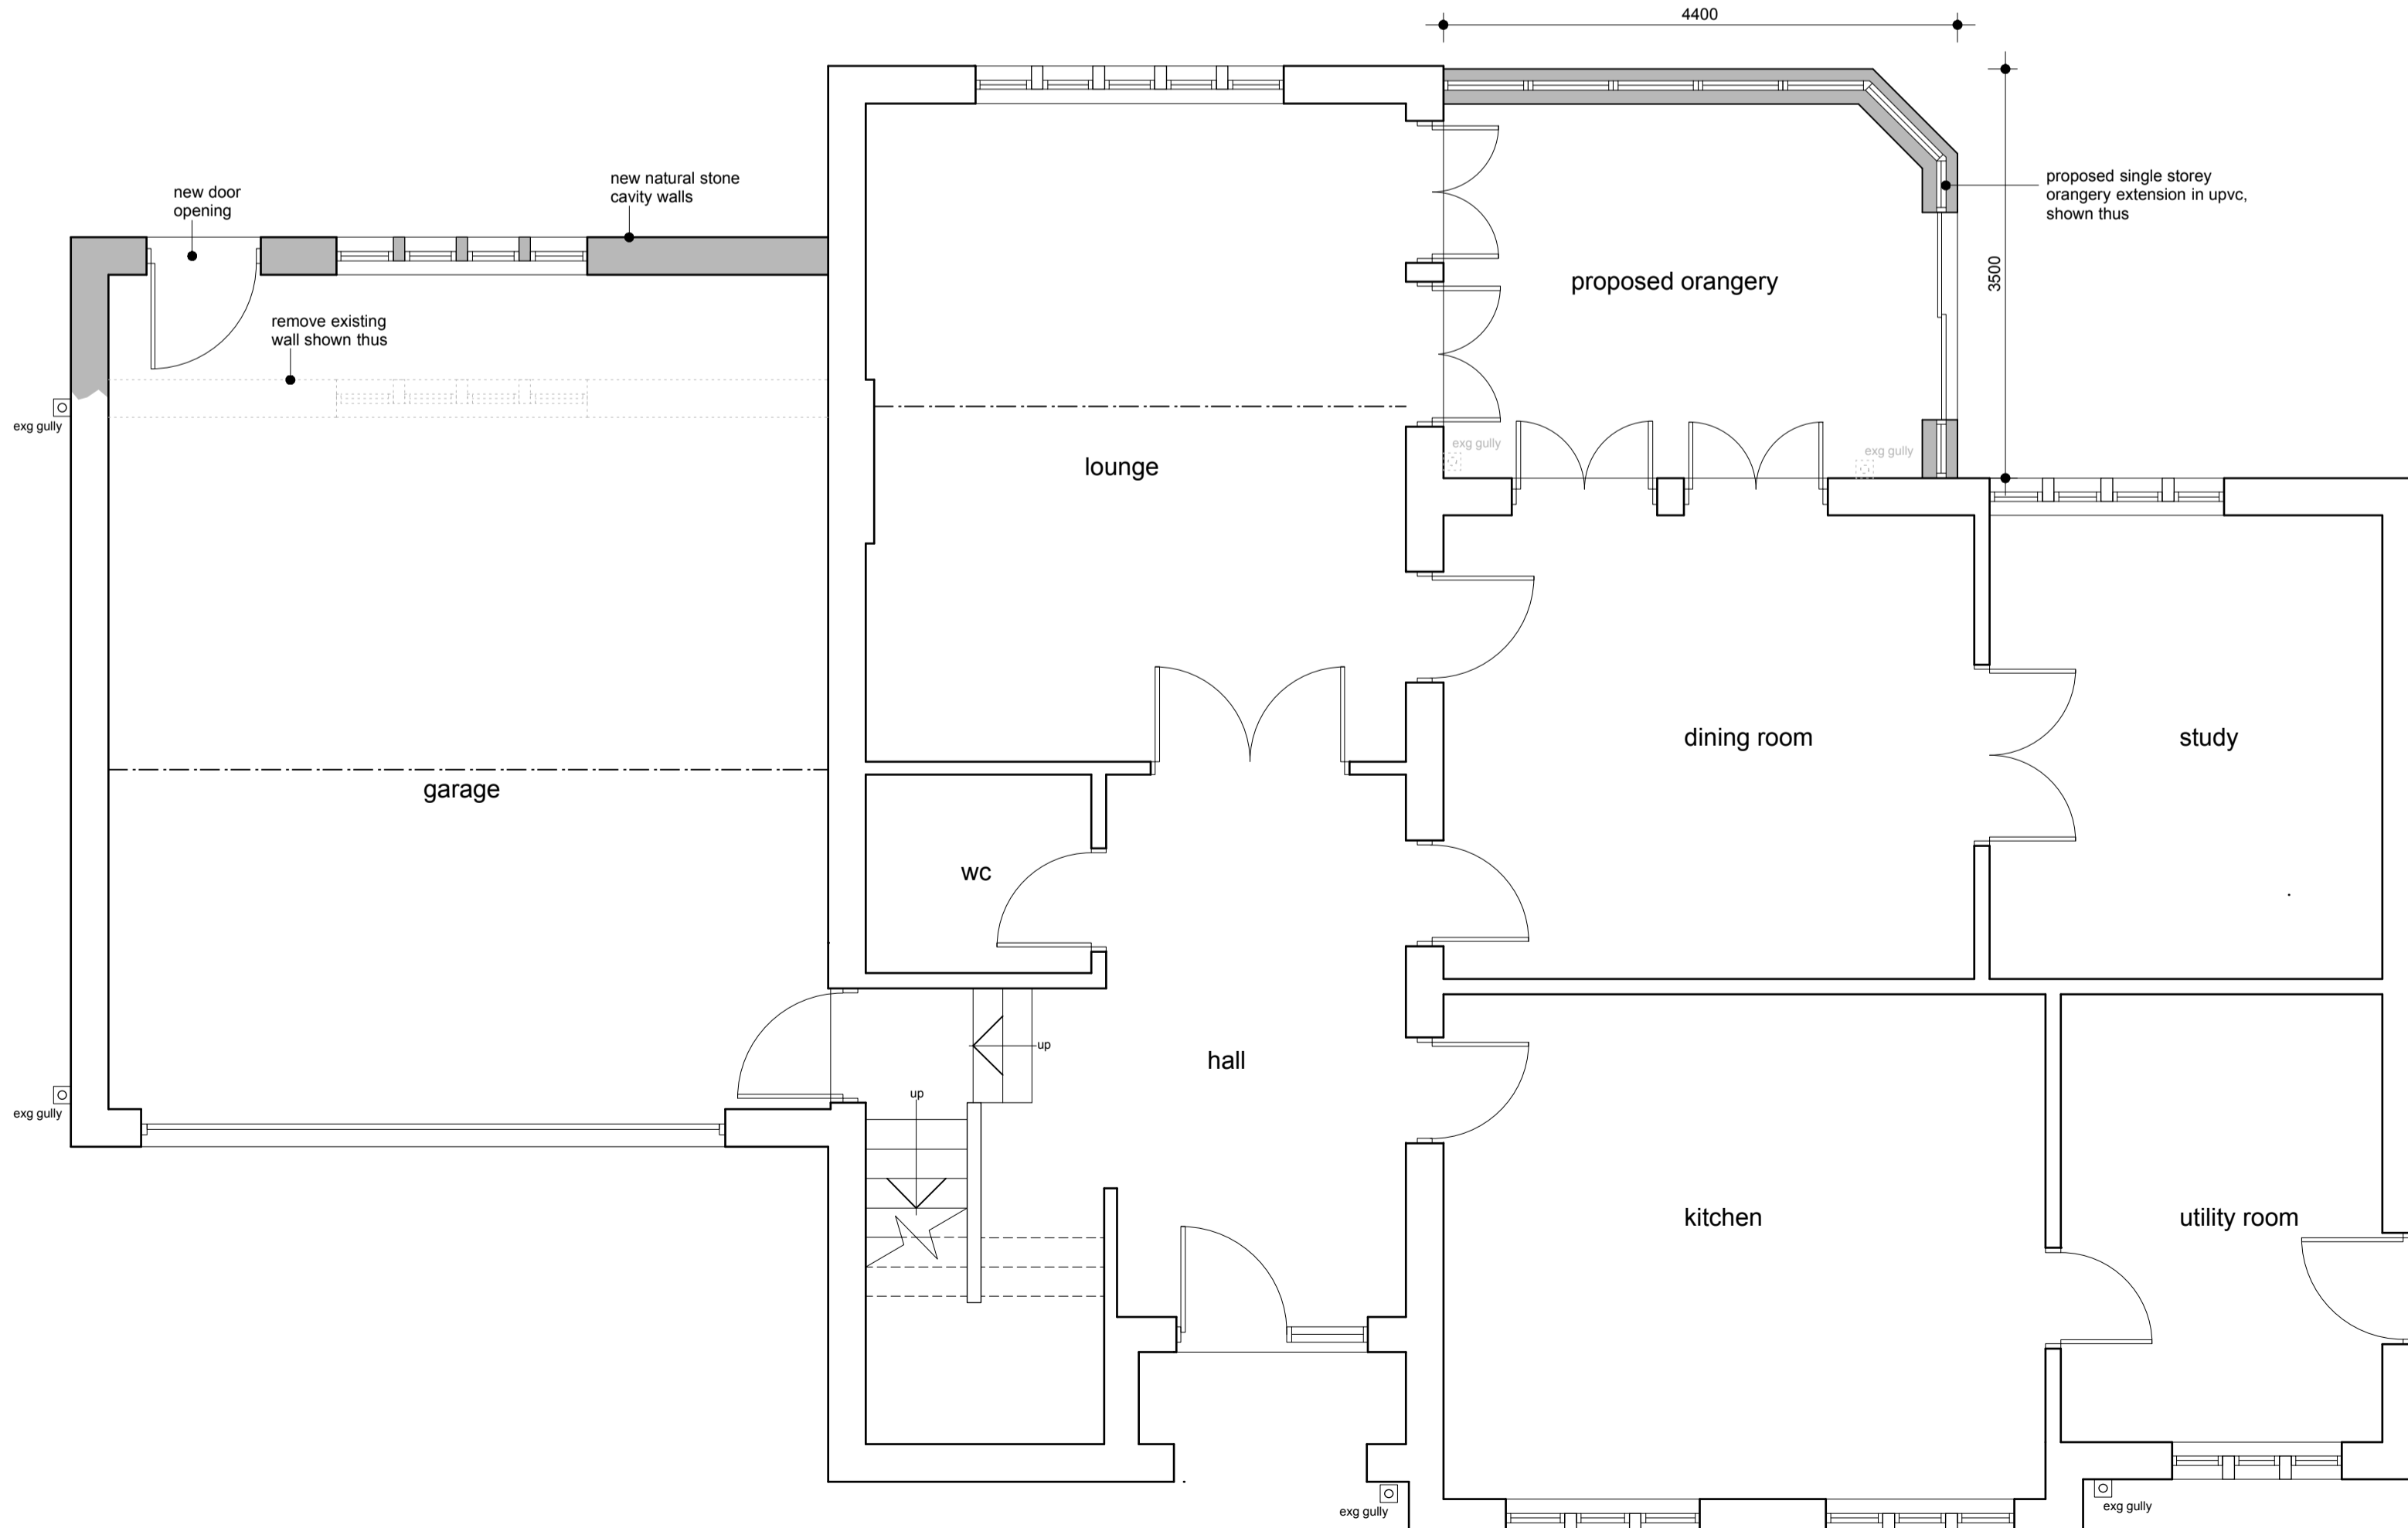 4400
new door
opening
new natural stone
cavity walls
proposed single storey
orangery extension in upvc,
shown thus
3500
proposed orangery
remove existing
wall shown thus
exg gully
exg gully
exg gully
lounge
dining room
study
garage
wc
up
hall
up
exg gully
kitchen
utility room
exg gully
exg gully